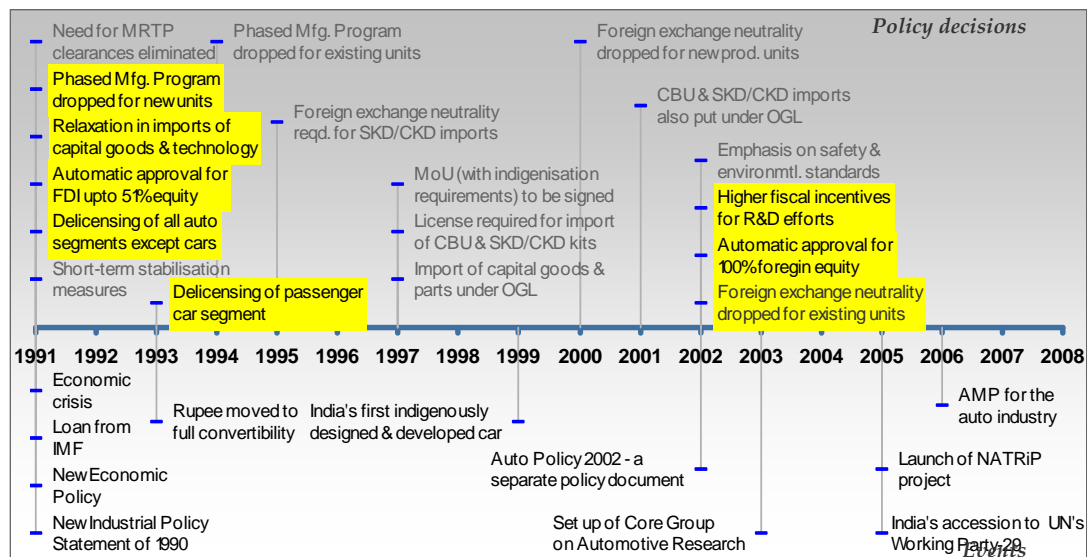 Policy decisions
Need for MRTP
clearances eliminated
Phased Mfg. Program
dropped for existing units
Foreign exchange neutrality
dropped for new prod. units
Phased Mfg. Program
dropped for new units
CBU & SKD/CKD imports
also put under OGL
Foreign exchange neutrality
reqd. for SKD/CKD imports
Relaxation in imports of
capital goods & technology
Emphasis on safety &
environmtl. standards
Automatic approval for
FDI upto 51% equity
MoU (with indigenisation
requirements) to be signed
Higher fiscal incentives
for R&D efforts
Delicensing of all auto
segments except cars
License required for import
of CBU & SKD/CKD kits
Automatic approval for
100% foregin equity
Short-term stabilisation
measures
Import of capital goods &
parts under OGL
Delicensing of passenger
car segment
Foreign exchange neutrality
dropped for existing units
1991 1992 1993 1994 1995 1996 1997 1998 1999 2000 2001 2002 2003 2004 2005 2006 2007 2008
Economic
crisis
Rupee moved to
full convertibility
India's first indigenously
designed & developed car
AMP for the
auto industry
Loan from
IMF
Auto Policy 2002 - a
separate policy document
Launch of NATRiP
project
New Economic
Policy
New Industrial Policy
Statement of 1990
Set up of Core Group
on Automotive Research
India's accession to UN's
Working Party-29
Events